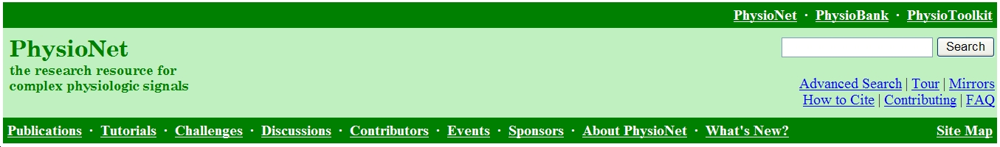 PhysioNet · PhysioBank · PhysioToolkit
PhysioNet
the research resource for
complex physiologic signals
Search
Advanced Search | Tour | Mirrors
How to Cite | Contributing | FAQ
Publications · Tutorials · Challenges · Discussions · Contributors · Events · Sponsors · About PhysioNet · What's New? Site Map